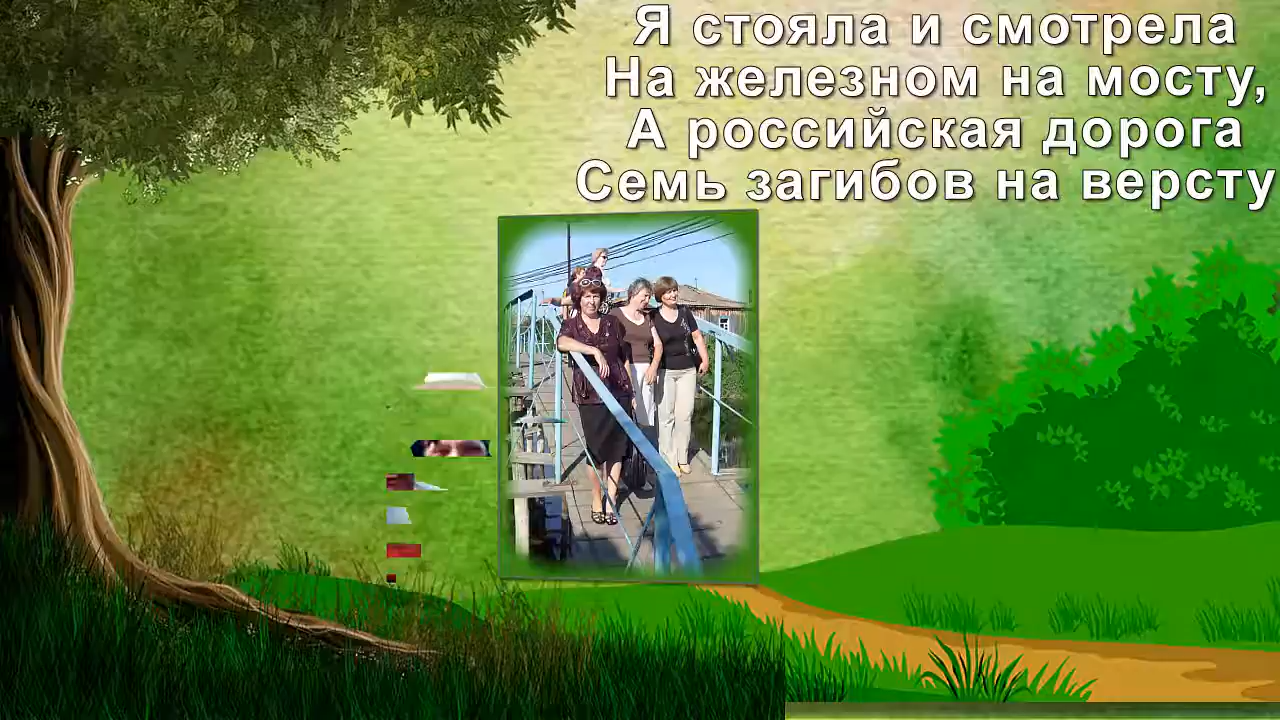 Я стояла и смотрела
На железном на мосту,
А российская дорога
Семь загибов на версту